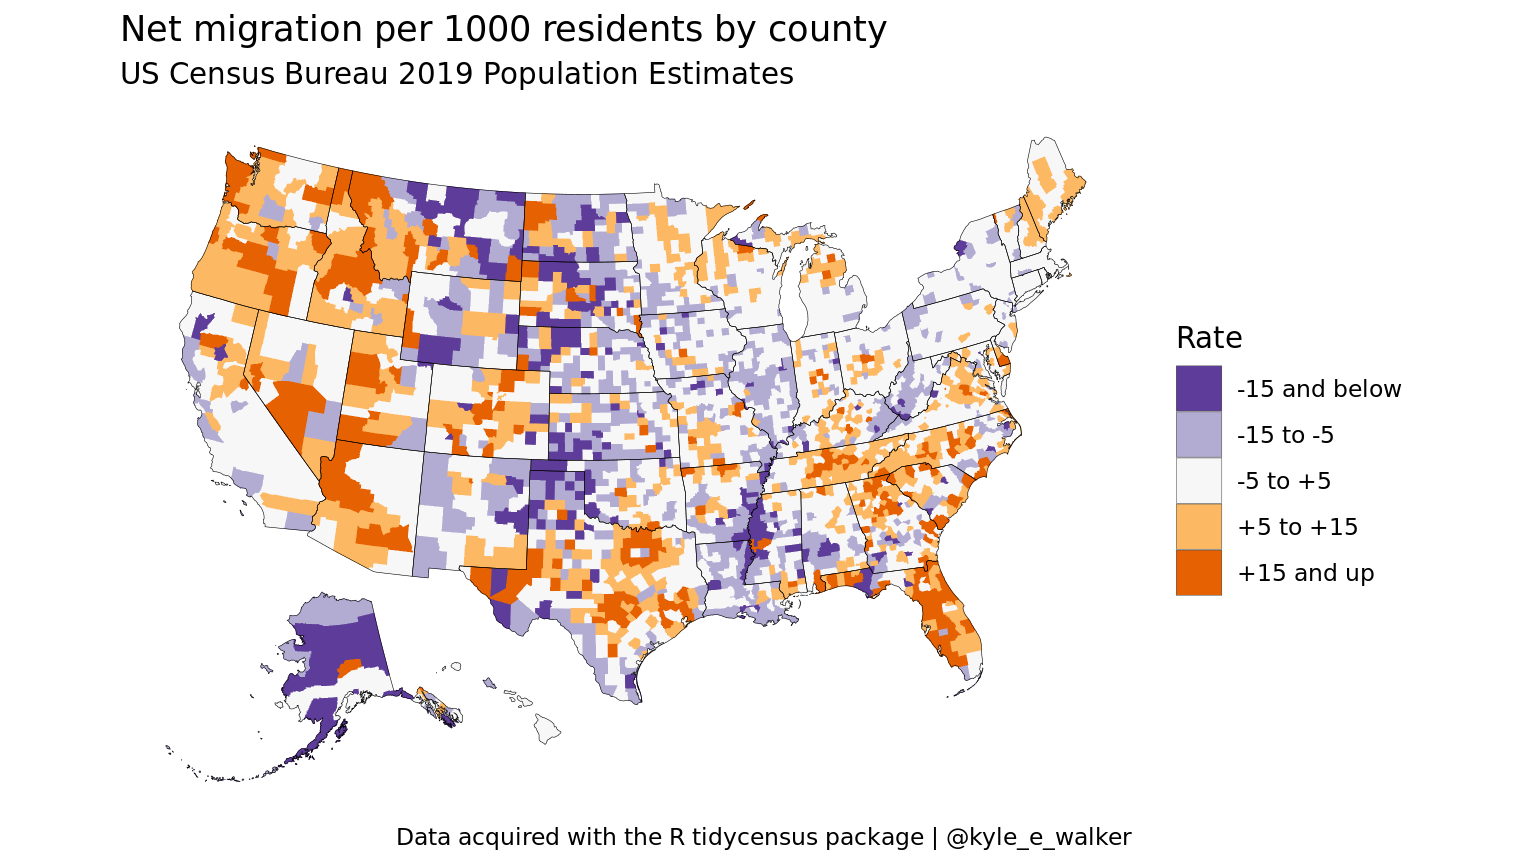 Net migration per 1000 residents by county
US Census Bureau 2019 Population Estimates
Rate
-15 and below
-15 to -5
-5 to +5
+5 to +15
+15 and up
Data acquired with the R tidycensus package | @kyle_e_walker